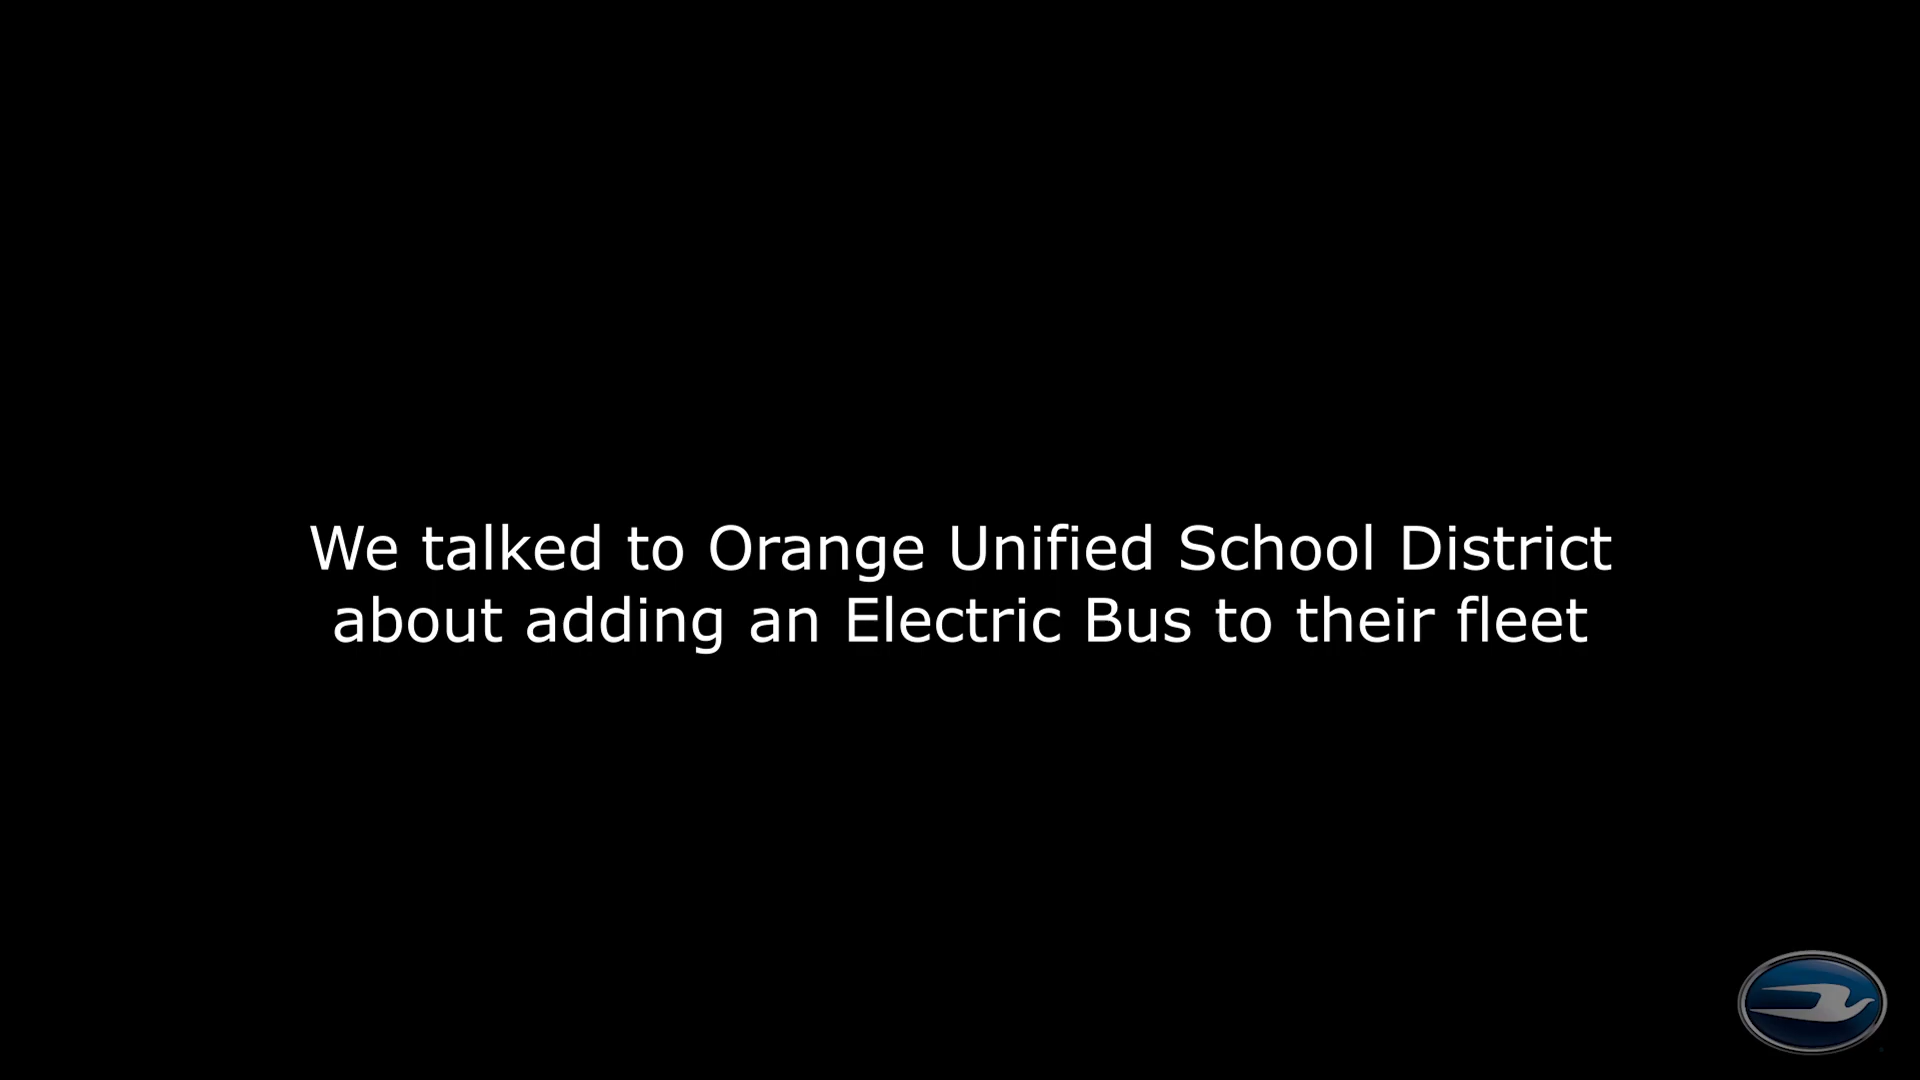 We talked to Orange Unified School District
about adding an Electric Bus to their fleet